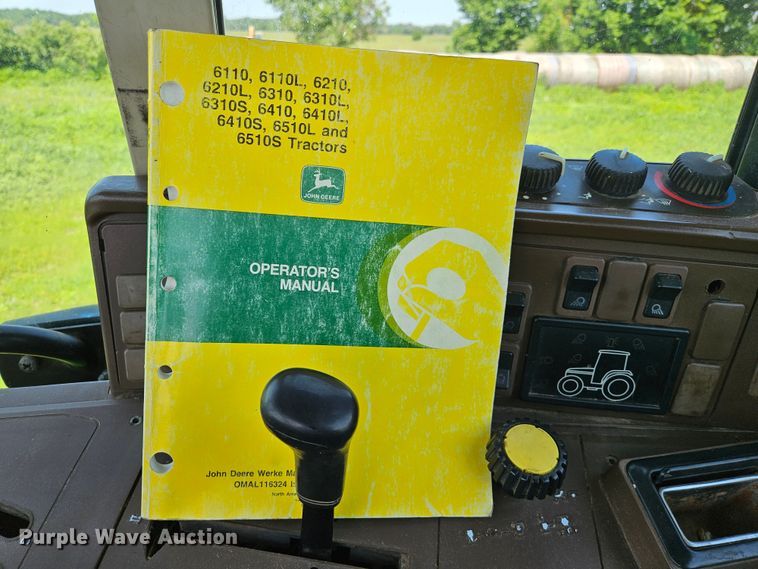 6110, 6110L, 6210,
6210L, 6310, 6310L,
6310S, 6410, 6410L,
6410S, 6510L and
6510S Tractors
JOHN DEERE
OPERATOR'S
MANUAL
John Deere Werke
OMAL116324
North
Purple Wave Auction